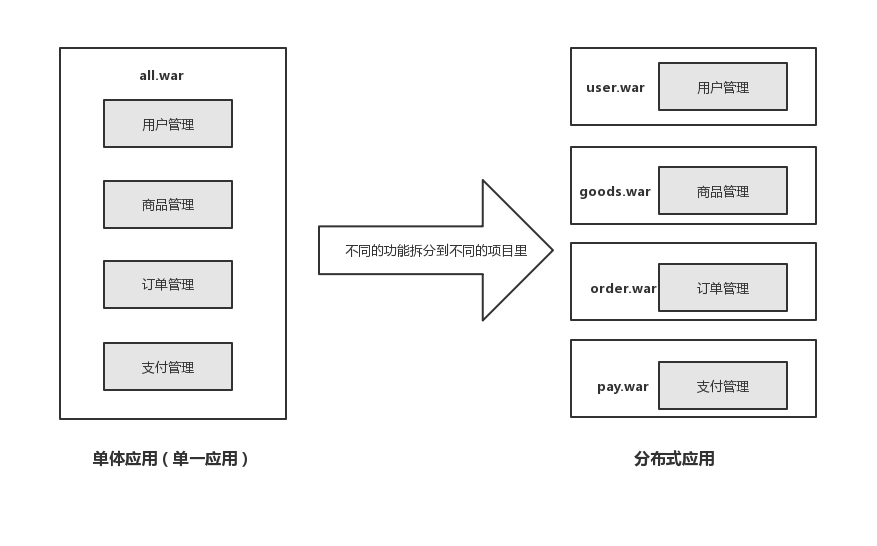 all.war
用户管理
商品管理
订单管理
支付管理
单体应用 ( 单一应用 )
不同的功能拆分到不同的项目里
user.war
用户管理
goods.war
商品管理
order.war
订单管理
pay.war
支付管理
分布式应用